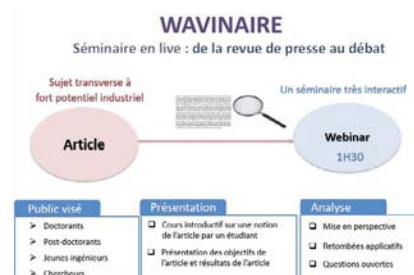 WAVINAIRE
Séminaire en live : de la revue de presse au débat
Sujet transverse à
fort potentiel industriel
Un séminaire très interactif
Article
Webinar
1H30
Public visé
➢ Doctorants
➢ Post-doctorants
➢ Jeunes ingénieurs
➢ Chercheurs
Présentation
❑ Cours introductif sur une notion
de l'article par un étudiant
❑ Présentation des objectifs de
l'article et résultats de l'article
Analyse
❑ Mise en perspective
❑ Retombées applicatifs
❑ Questions ouvertes